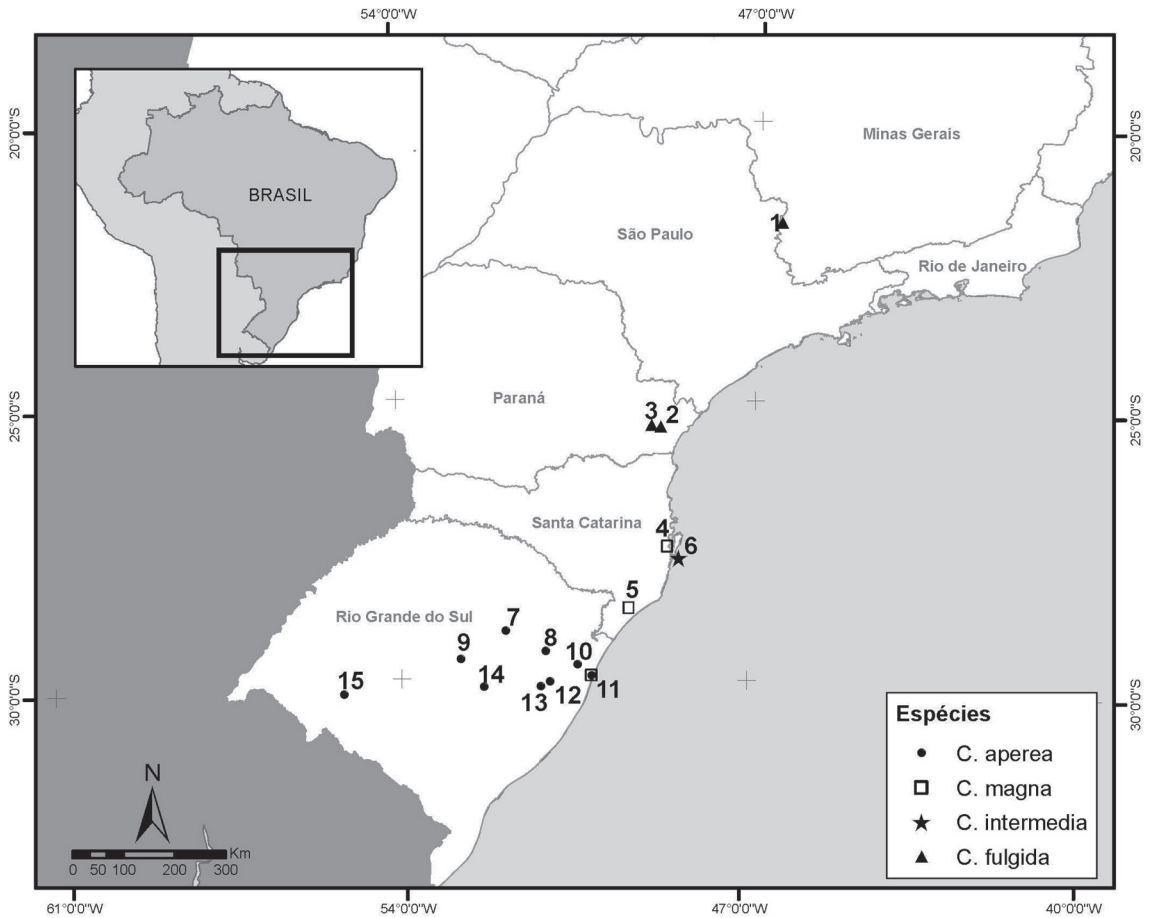 54°0'0"W
47°0'0"W
20°0'0"S
20°0'0"S
BRASIL
Minas Gerais
1
São Paulo
Rio de Janeiro
Paraná
3
2
25°0'0"S
25°0'0"S
Santa Catarina
4
6
5
Rio Grande do Sul
7
8
9
10
15
14
11
12
13
30°0'0"S
30°0'0"S
Espécies
C. aperea
C. magna
C. intermedia
C. fulgida
N
Km
0 50 100 200 300
61°0'0"W
54°0'0"W
47°0'0"W
40°0'0"W